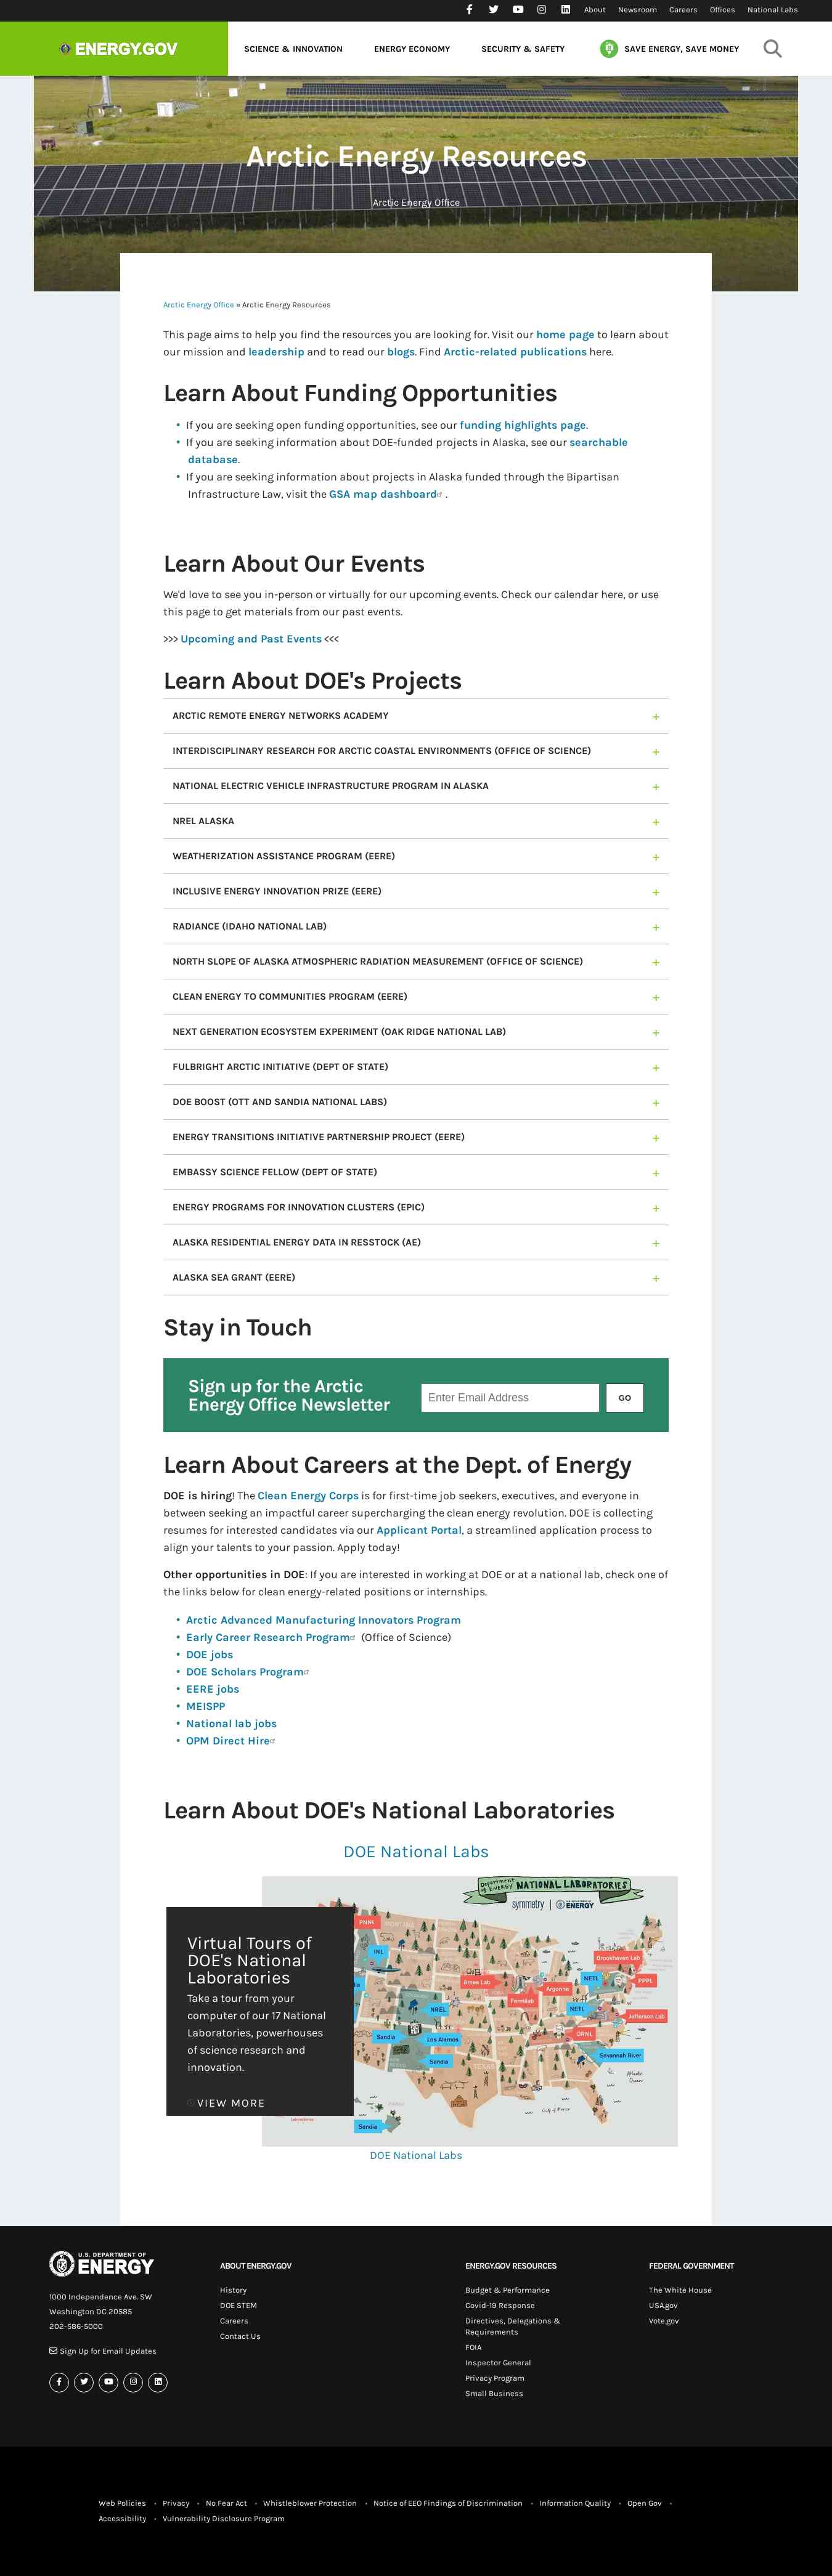 About Newsroom Careers Offices National Labs
ENERGY.GOV
SCIENCE & INNOVATION ENERGY ECONOMY SECURITY & SAFETY SAVE ENERGY, SAVE MONEY
Arctic Energy Resources
Arctic Energy Office
Arctic Energy Office » Arctic Energy Resources
This page aims to help you find the resources you are looking for. Visit our home page to learn about
our mission and leadership and to read our blogs. Find Arctic-related publications here.
Learn About Funding Opportunities
• If you are seeking open funding opportunities, see our funding highlights page.
• If you are seeking information about DOE-funded projects in Alaska, see our searchable
database.
• If you are seeking information about projects in Alaska funded through the Bipartisan
Infrastructure Law, visit the GSA map dashboard .
Learn About Our Events
We'd love to see you in-person or virtually for our upcoming events. Check our calendar here, or use
this page to get materials from our past events.
>>> Upcoming and Past Events <<<
Learn About DOE's Projects
ARCTIC REMOTE ENERGY NETWORKS ACADEMY +
INTERDISCIPLINARY RESEARCH FOR ARCTIC COASTAL ENVIRONMENTS (OFFICE OF SCIENCE) +
NATIONAL ELECTRIC VEHICLE INFRASTRUCTURE PROGRAM IN ALASKA +
NREL ALASKA +
WEATHERIZATION ASSISTANCE PROGRAM (EERE) +
INCLUSIVE ENERGY INNOVATION PRIZE (EERE) +
RADIANCE (IDAHO NATIONAL LAB) +
NORTH SLOPE OF ALASKA ATMOSPHERIC RADIATION MEASUREMENT (OFFICE OF SCIENCE) +
CLEAN ENERGY TO COMMUNITIES PROGRAM (EERE) +
NEXT GENERATION ECOSYSTEM EXPERIMENT (OAK RIDGE NATIONAL LAB) +
FULBRIGHT ARCTIC INITIATIVE (DEPT OF STATE) +
DOE BOOST (OTT AND SANDIA NATIONAL LABS) +
ENERGY TRANSITIONS INITIATIVE PARTNERSHIP PROJECT (EERE) +
EMBASSY SCIENCE FELLOW (DEPT OF STATE) +
ENERGY PROGRAMS FOR INNOVATION CLUSTERS (EPIC) +
ALASKA RESIDENTIAL ENERGY DATA IN RESSTOCK (AE) +
ALASKA SEA GRANT (EERE) +
Stay in Touch
Sign up for the Arctic
Energy Office Newsletter
Enter Email Address
GO
Learn About Careers at the Dept. of Energy
DOE is hiring! The Clean Energy Corps is for first-time job seekers, executives, and everyone in
between seeking an impactful career supercharging the clean energy revolution. DOE is collecting
resumes for interested candidates via our Applicant Portal, a streamlined application process to
align your talents to your passion. Apply today!
Other opportunities in DOE: If you are interested in working at DOE or at a national lab, check one of
the links below for clean energy-related positions or internships.
• Arctic Advanced Manufacturing Innovators Program
• Early Career Research Program (Office of Science)
• DOE jobs
• DOE Scholars Program
• EERE jobs
• MEISPP
• National lab jobs
• OPM Direct Hire
Learn About DOE's National Laboratories
DOE National Labs
Department of Energy NATIONAL LABORATORIES
symmetry | ENERGY
PNNL
INL
Brookhaven Lab
Ames Lab
NETL
PPPL
Argonne
Fermilab
NREL
NETL
Jefferson Lab
Sandia
Los Alamos
ORNL
Sandia
Savannah River
Atlantic Ocean
TEXAS
Gulf of Mexico
Sandia
Virtual Tours of
DOE's National
Laboratories
Take a tour from your
computer of our 17 National
Laboratories, powerhouses
of science research and
innovation.
VIEW MORE
DOE National Labs
U.S. DEPARTMENT OF
ENERGY
1000 Independence Ave. SW
Washington DC 20585
202-586-5000
Sign Up for Email Updates
ABOUT ENERGY.GOV
History
DOE STEM
Careers
Contact Us
ENERGY.GOV RESOURCES
Budget & Performance
Covid-19 Response
Directives, Delegations &
Requirements
FOIA
Inspector General
Privacy Program
Small Business
FEDERAL GOVERNMENT
The White House
USA.gov
Vote.gov
Web Policies • Privacy • No Fear Act • Whistleblower Protection • Notice of EEO Findings of Discrimination • Information Quality • Open Gov •
Accessibility • Vulnerability Disclosure Program